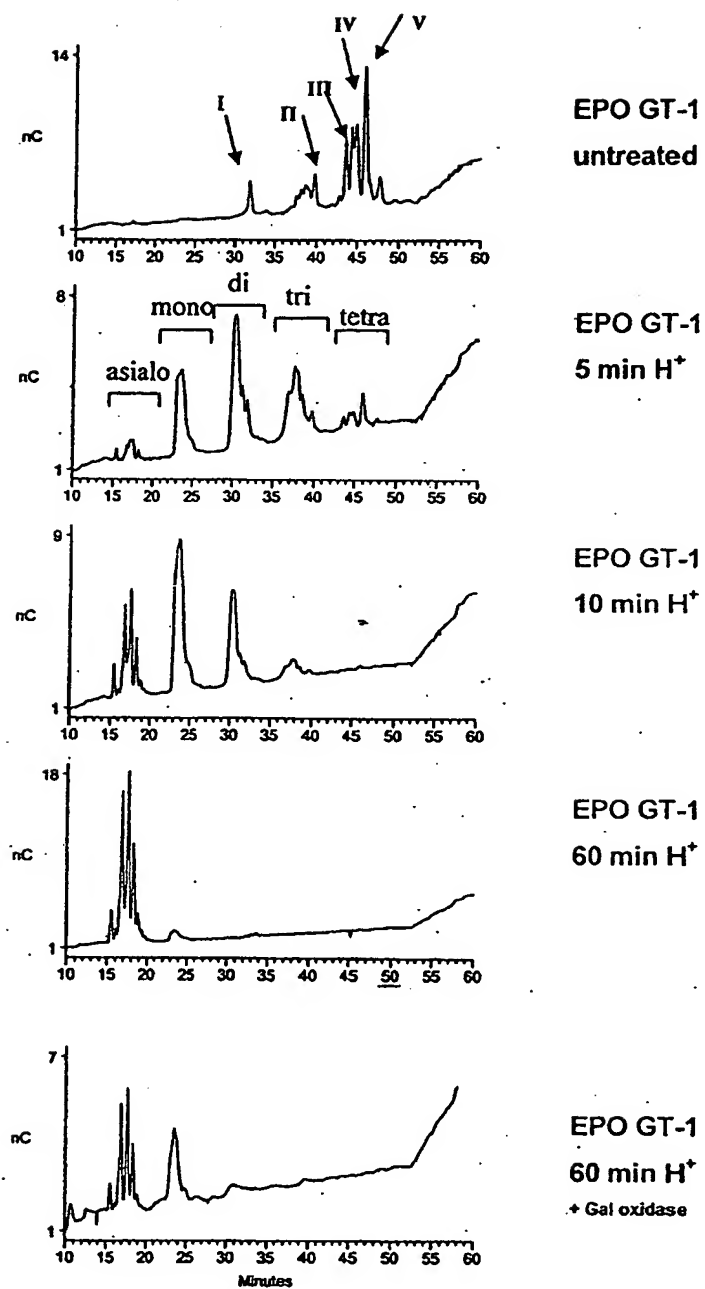 I II III IV V
14
nC
1
10 15 20 25 30 35 40 45 50 55 60
EPO GT-1
untreated
asialo mono di tri tetra
8
nC
1
10 15 20 25 30 35 40 45 50 55 60
EPO GT-1
5 min H⁺
9
nC
1
10 15 20 25 30 35 40 45 50 55 60
EPO GT-1
10 min H⁺
18
nC
1
10 15 20 25 30 35 40 45 50 55 60
EPO GT-1
60 min H⁺
7
nC
1
10 15 20 25 30 35 40 45 50 55 60
Minutes
EPO GT-1
60 min H⁺
+ Gal oxidase